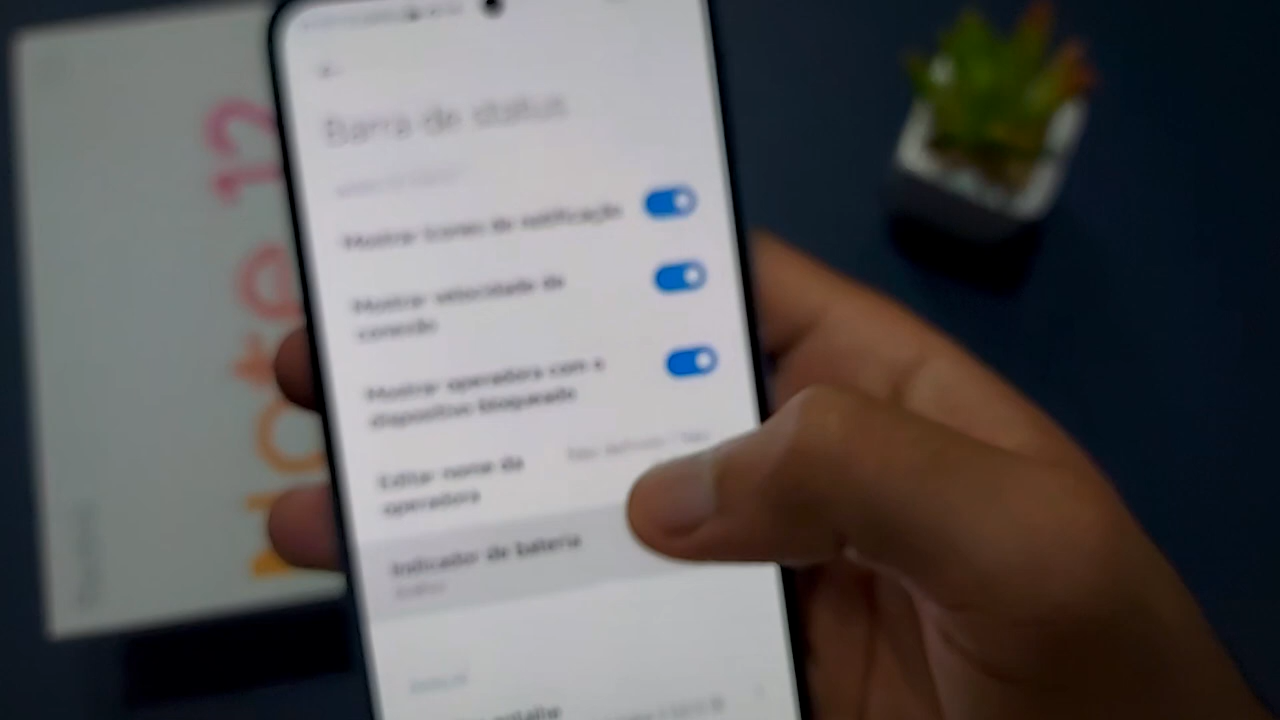 Note 12
Barra de status
Mostrar ícones de notificação
Mostrar velocidade da
conexão
Mostrar operadora com o
dispositivo bloqueado
Editar nome da
operadora
Indicador de bateria